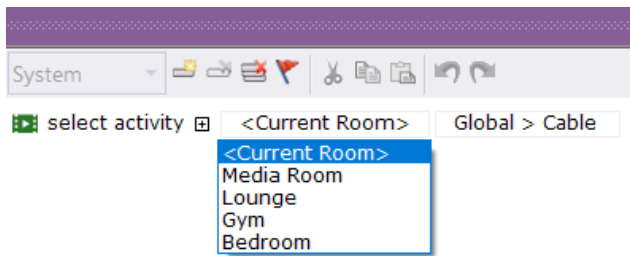 System
select activity <Current Room> Global > Cable
<Current Room>
Media Room
Lounge
Gym
Bedroom